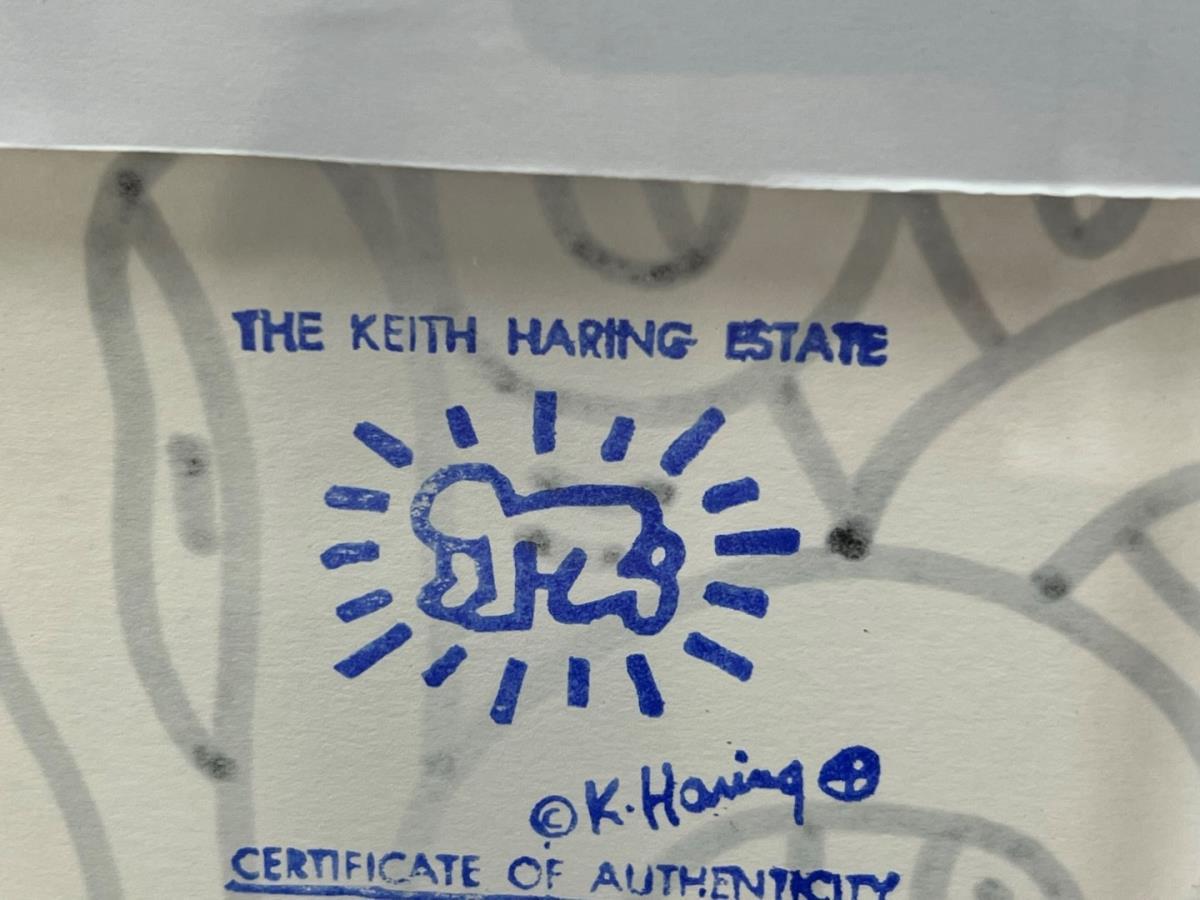 THE KEITH HARING ESTATE
© K. Haring
CERTIFICATE OF AUTHENTICITY